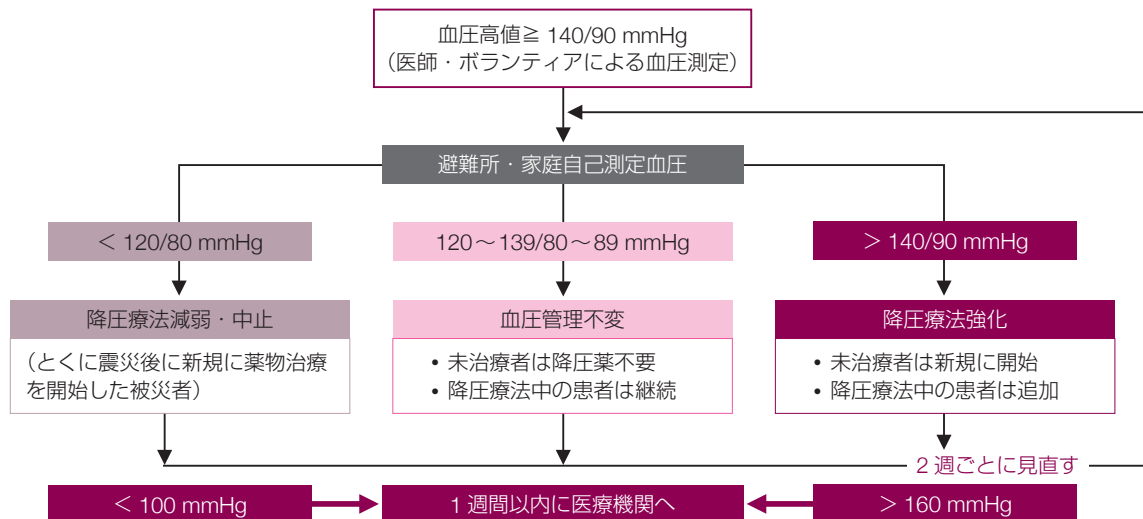 血圧高値≧ 140/90 mmHg
（医師・ボランティアによる血圧測定）
避難所・家庭自己測定血圧
＜ 120/80 mmHg
120～139/80～89 mmHg
＞ 140/90 mmHg
降圧療法減弱・中止
（とくに震災後に新規に薬物治療
を開始した被災者）
血圧管理不変
• 未治療者は降圧薬不要
• 降圧療法中の患者は継続
降圧療法強化
• 未治療者は新規に開始
• 降圧療法中の患者は追加
2 週ごとに見直す
＜ 100 mmHg
1 週間以内に医療機関へ
＞ 160 mmHg